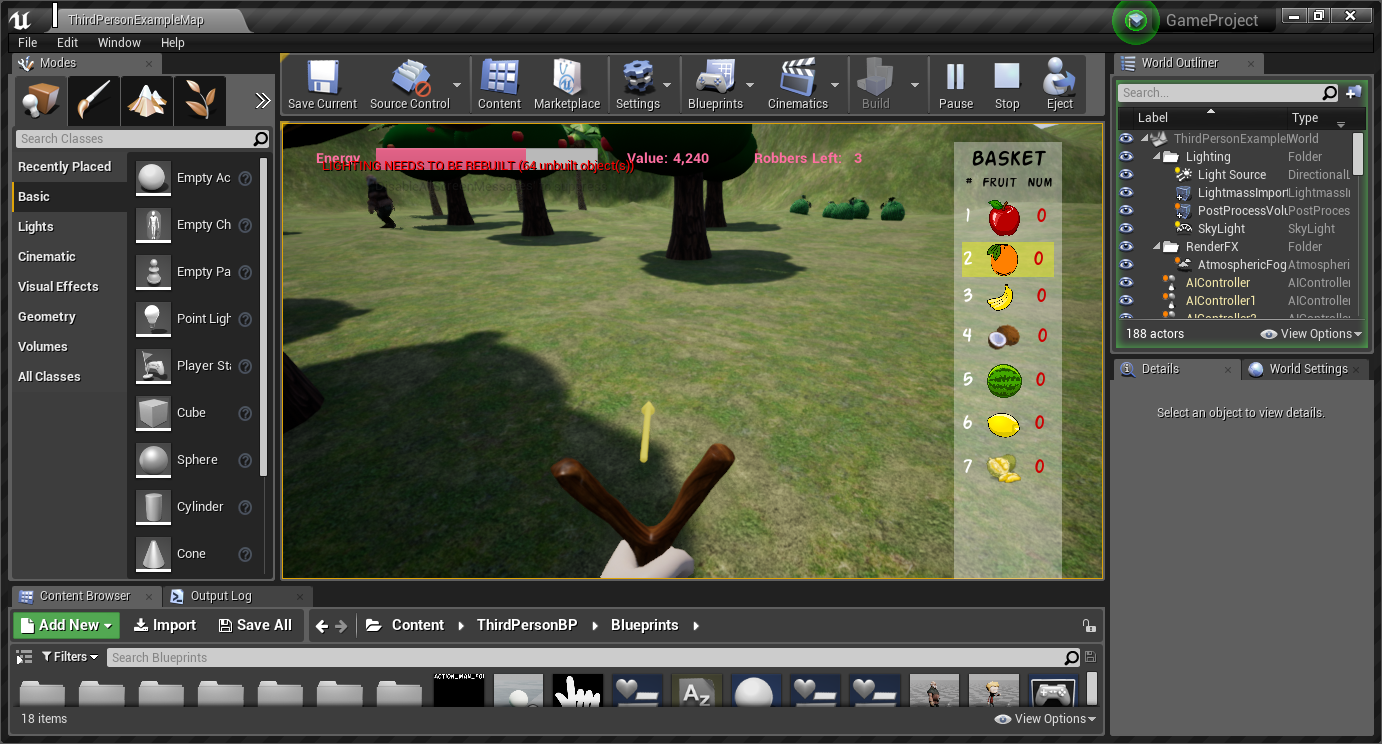 ThirdPersonExampleMap
GameProject
File Edit Window Help
Modes
Search Classes
Recently Placed
Basic
Lights
Cinematic
Visual Effects
Geometry
Volumes
All Classes
Empty Ac
Empty Ch
Empty Pa
Point Ligh
Player Sta
Cube
Sphere
Cylinder
Cone
Save Current Source Control Content Marketplace Settings Blueprints Cinematics Build Pause Stop Eject
Energy Value: 4,240 Robbers Left: 3
LIGHTING NEEDS TO BE REBUILT (64 unbuilt object(s))
BASKET
# FRUIT NUM
1 0
2 0
3 0
4 0
5 0
6 0
7 0
World Outliner
Search...
Label Type
ThirdPersonExample World
Lighting Folder
Light Source DirectionalL
LightmassImport LightmassI
PostProcessVolu PostProces
SkyLight SkyLight
RenderFX Folder
AtmosphericFog Atmospheri
AIController AIController
AIController1 AIController
188 actors View Options
Details World Settings
Select an object to view details.
Content Browser Output Log
Add New Import Save All Content ThirdPersonBP Blueprints
Filters Search Blueprints
ACTION_MAN_FO
Az
18 items View Options